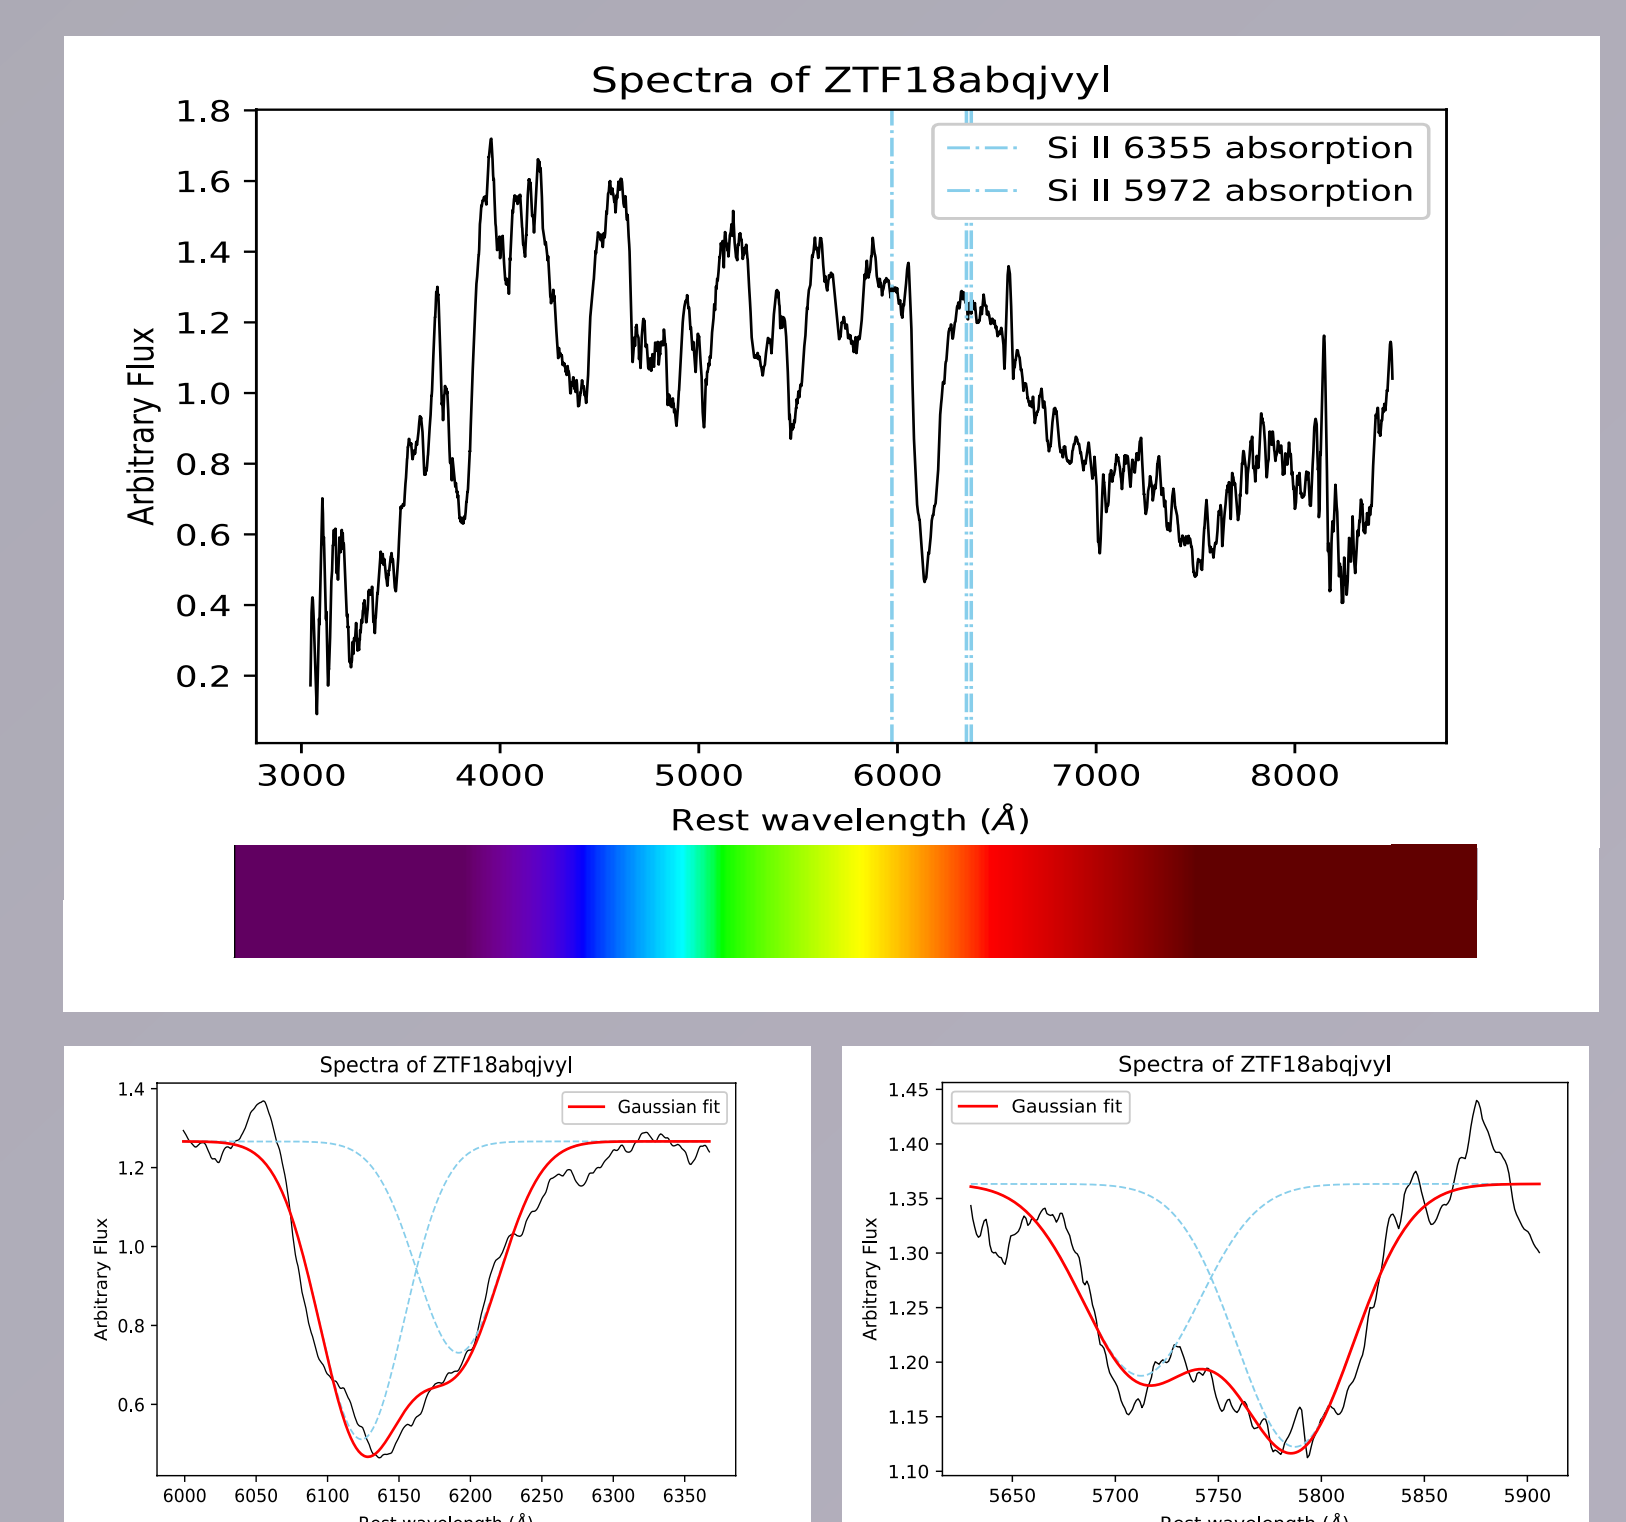 Spectra of ZTF18abqjvyl
Si II 6355 absorption
Si II 5972 absorption
Arbitrary Flux
1.8
1.6
1.4
1.2
1.0
0.8
0.6
0.4
0.2
3000 4000 5000 6000 7000 8000
Rest wavelength (Å)
Spectra of ZTF18abqjvyl
Gaussian fit
Arbitrary Flux
1.4
1.2
1.0
0.8
0.6
6000 6050 6100 6150 6200 6250 6300 6350
Rest wavelength (Å)
Spectra of ZTF18abqjvyl
Gaussian fit
Arbitrary Flux
1.45
1.40
1.35
1.30
1.25
1.20
1.15
1.10
5650 5700 5750 5800 5850 5900
Rest wavelength (Å)